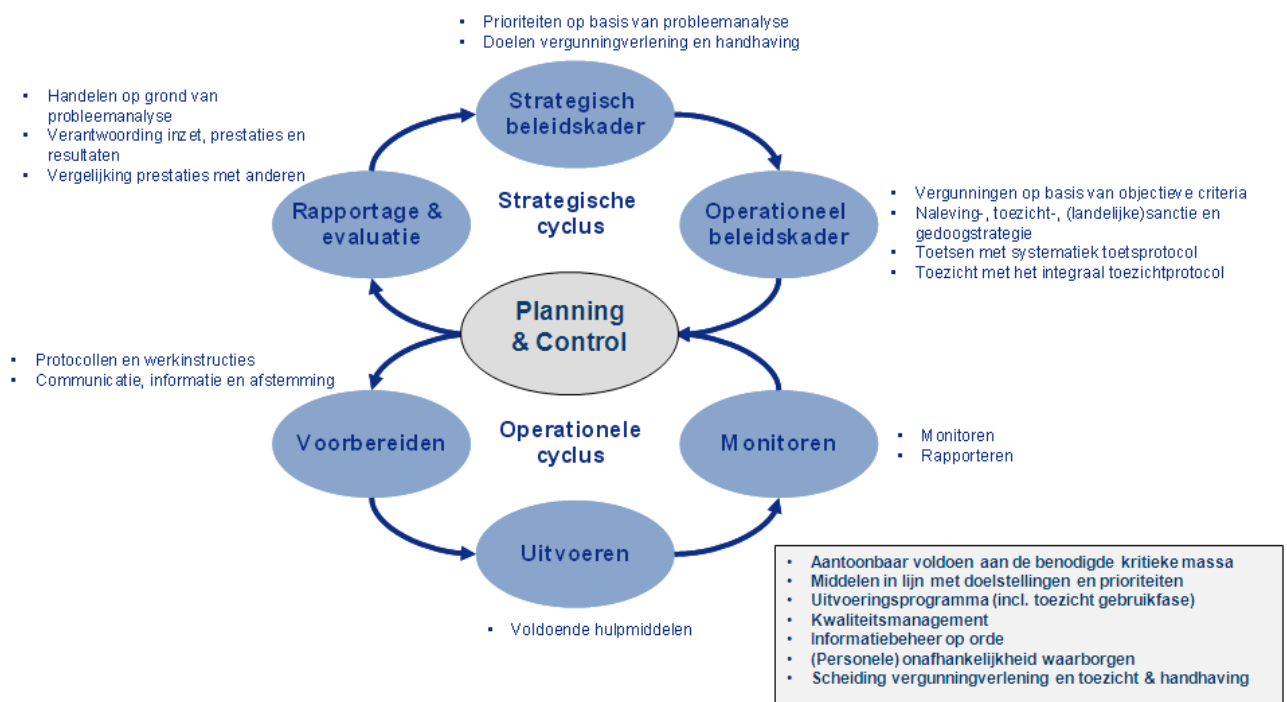 ▪ Prioriteiten op basis van probleemanalyse
▪ Doelen vergunningverlening en handhaving
▪ Handelen op grond van
probleemanalyse
▪ Verantwoording inzet, prestaties en
resultaten
▪ Vergelijking prestaties met anderen
Strategisch
beleidskader
Rapportage &
evaluatie
Strategische
cyclus
Operationeel
beleidskader
▪ Vergunningen op basis van objectieve criteria
▪ Naleving-, toezicht-, (landelijke)sanctie en
gedoogstrategie
▪ Toetsen met systematiek toetsprotocol
▪ Toezicht met het integraal toezichtprotocol
Planning
& Control
▪ Protocollen en werkinstructies
▪ Communicatie, informatie en afstemming
Voorbereiden
Operationele
cyclus
Monitoren
▪ Monitoren
▪ Rapporteren
Uitvoeren
▪ Voldoende hulpmiddelen
• Aantoonbaar voldoen aan de benodigde kritieke massa
• Middelen in lijn met doelstellingen en prioriteiten
• Uitvoeringsprogramma (incl. toezicht gebruikfase)
• Kwaliteitsmanagement
• Informatiebeheer op orde
• (Personele) onafhankelijkheid waarborgen
• Scheiding vergunningverlening en toezicht & handhaving